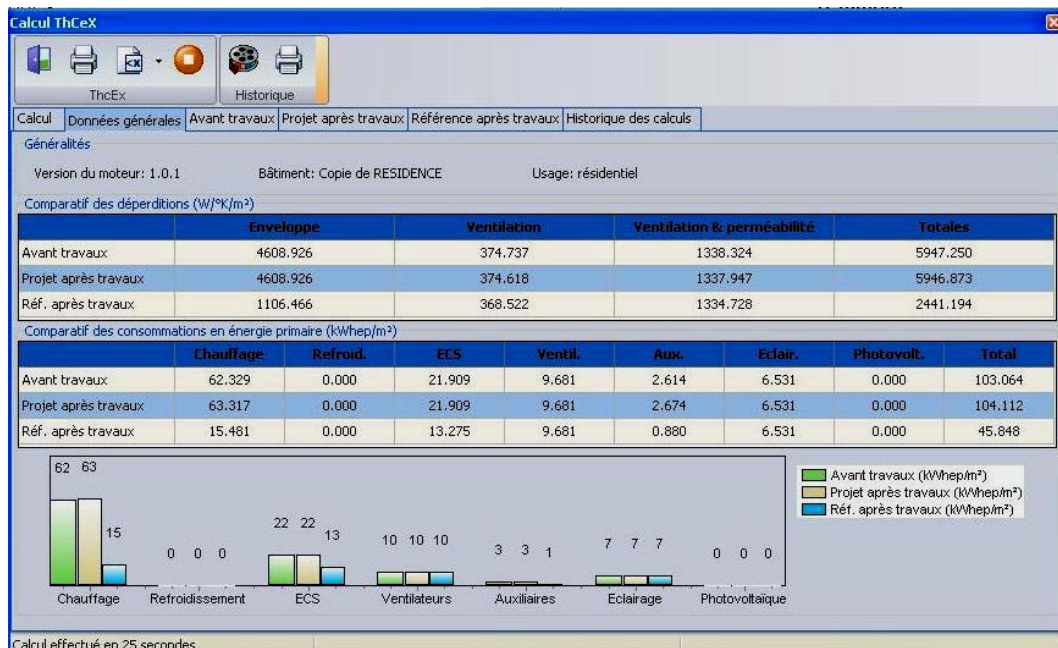 Calcul ThCeX
ThcEx Historique
Calcul Données générales Avant travaux Projet après travaux Référence après travaux Historique des calculs
Généralités
Version du moteur: 1.0.1 Bâtiment: Copie de RESIDENCE Usage: résidentiel
Comparatif des déperditions (W/°K/m²)
Enveloppe Ventilation Ventilation & perméabilité Totales
Avant travaux 4608.926 374.737 1338.324 5947.250
Projet après travaux 4608.926 374.618 1337.947 5946.873
Réf. après travaux 1106.466 368.522 1334.728 2441.194
Comparatif des consommations en énergie primaire (kWhep/m²)
Chauffage Refroid. ECS Ventil. Aux. Eclair. Photovolt. Total
Avant travaux 62.329 0.000 21.909 9.681 2.614 6.531 0.000 103.064
Projet après travaux 63.317 0.000 21.909 9.681 2.674 6.531 0.000 104.112
Réf. après travaux 15.481 0.000 13.275 9.681 0.880 6.531 0.000 45.848
62 63 15 0 0 0 22 22 13 10 10 10 3 3 1 7 7 7 0 0 0
Chauffage Refroidissement ECS Ventilateurs Auxiliaires Eclairage Photovoltaïque
Avant travaux (kWhep/m²)
Projet après travaux (kWhep/m²)
Réf. après travaux (kWhep/m²)
Calcul effectué en 25 secondes